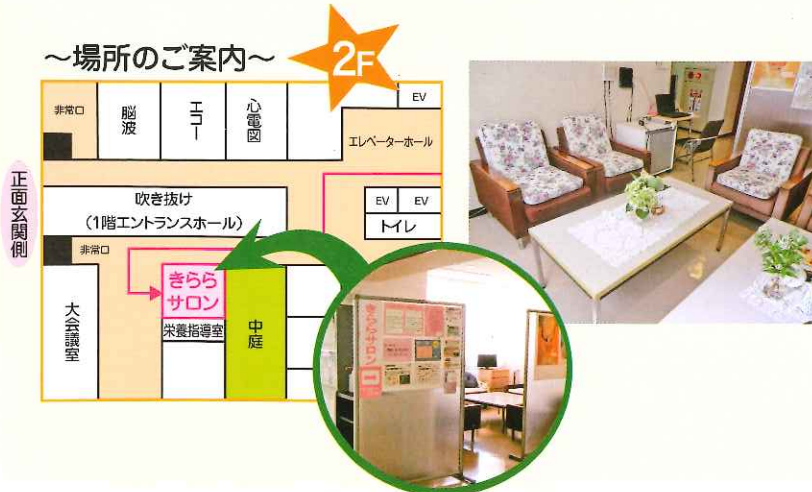 ~場所のご案内~
2F
非常口
脳波
エコー
心電図
EV
エレベーターホール
正面玄関側
吹き抜け
(1階エントランスホール)
EV
EV
トイレ
非常口
きらら
サロン
大会議室
栄養指導室
中庭
きららサロン